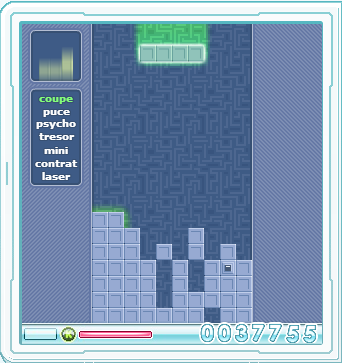 coupe
puce
psycho
tresor
mini
contrat
laser
0037755